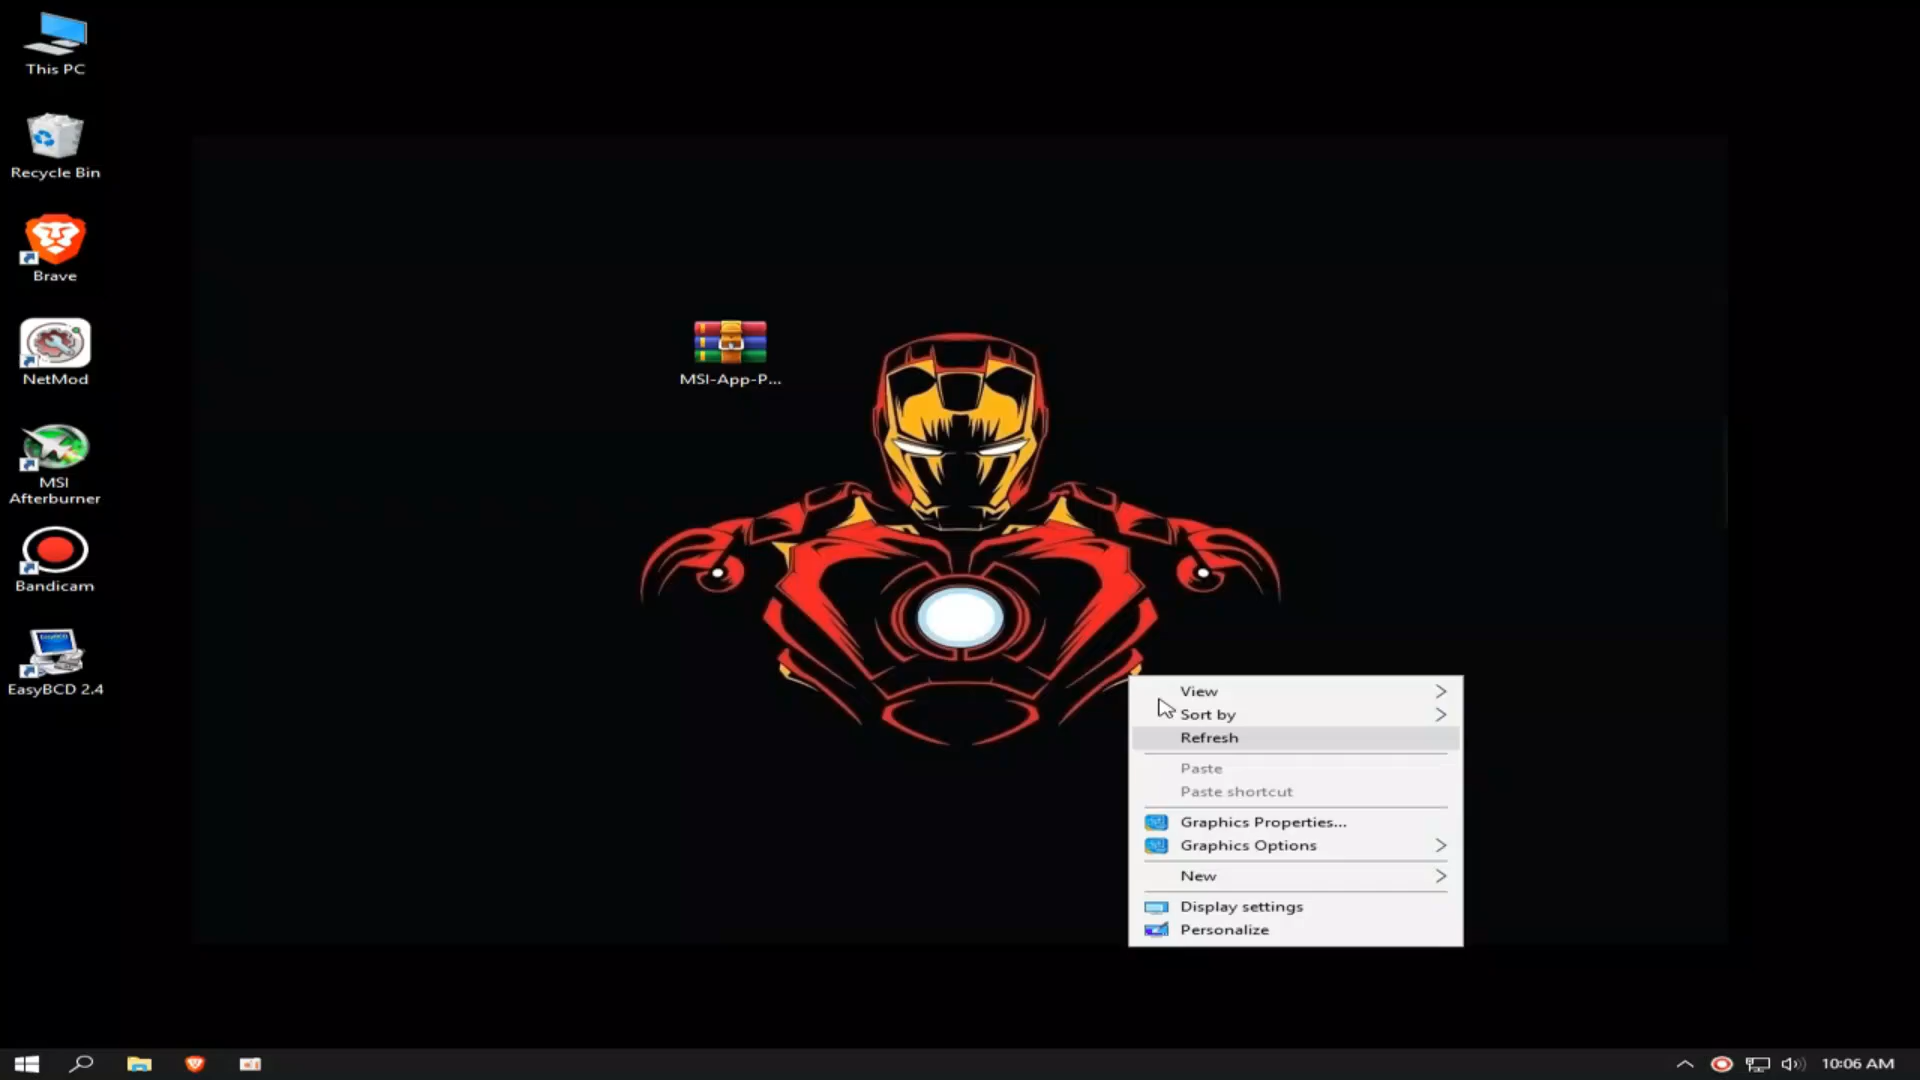 This PC
Recycle Bin
Brave
NetMod
MSI
Afterburner
Bandicam
EasyBCD 2.4
MSI-App-P...
View
Sort by
Refresh
Paste
Paste shortcut
Graphics Properties...
Graphics Options
New
Display settings
Personalize
10:06 AM